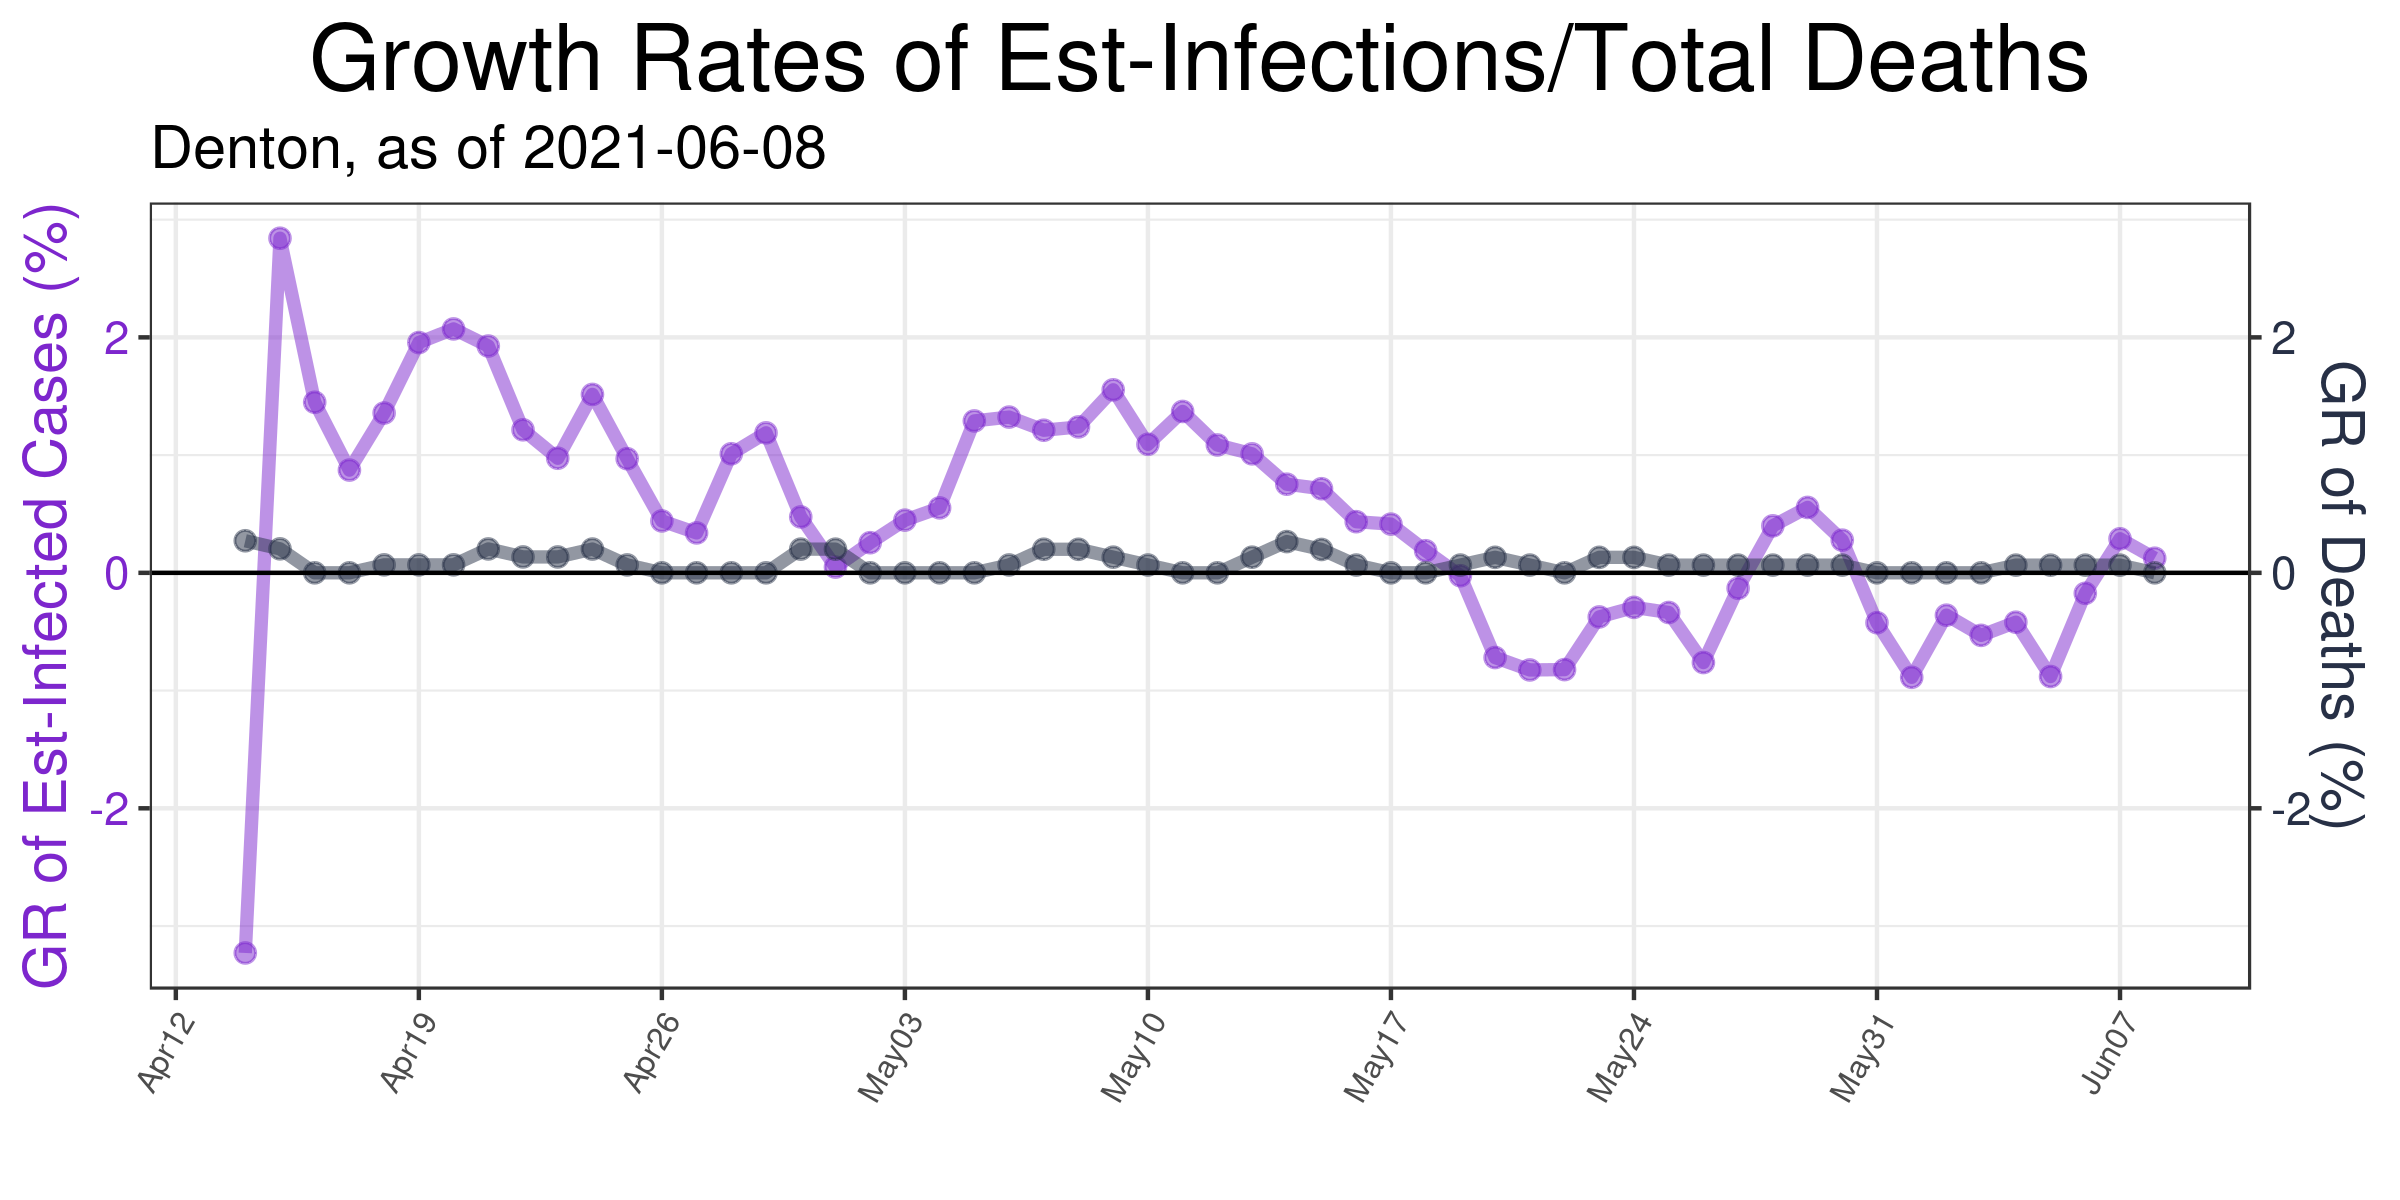 Growth Rates of Est-Infections/Total Deaths
Denton, as of 2021-06-08
GR of Est-Infected Cases (%)
2
0
-2
2
0
-2
GR of Deaths (%)
Apr12
Apr19
Apr26
May03
May10
May17
May24
May31
Jun07